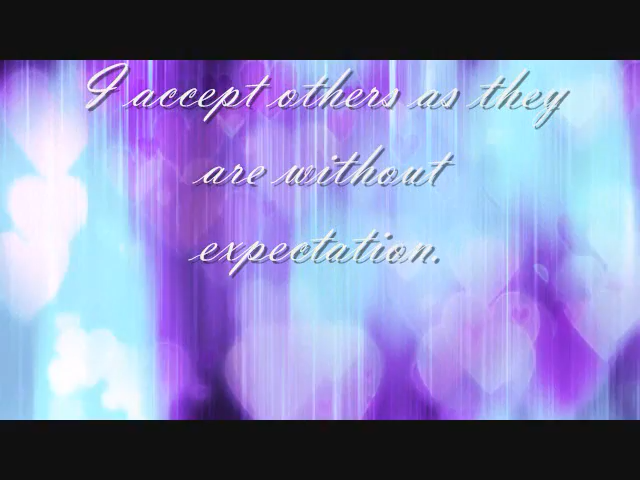 I accept others as they
are without
expectation.